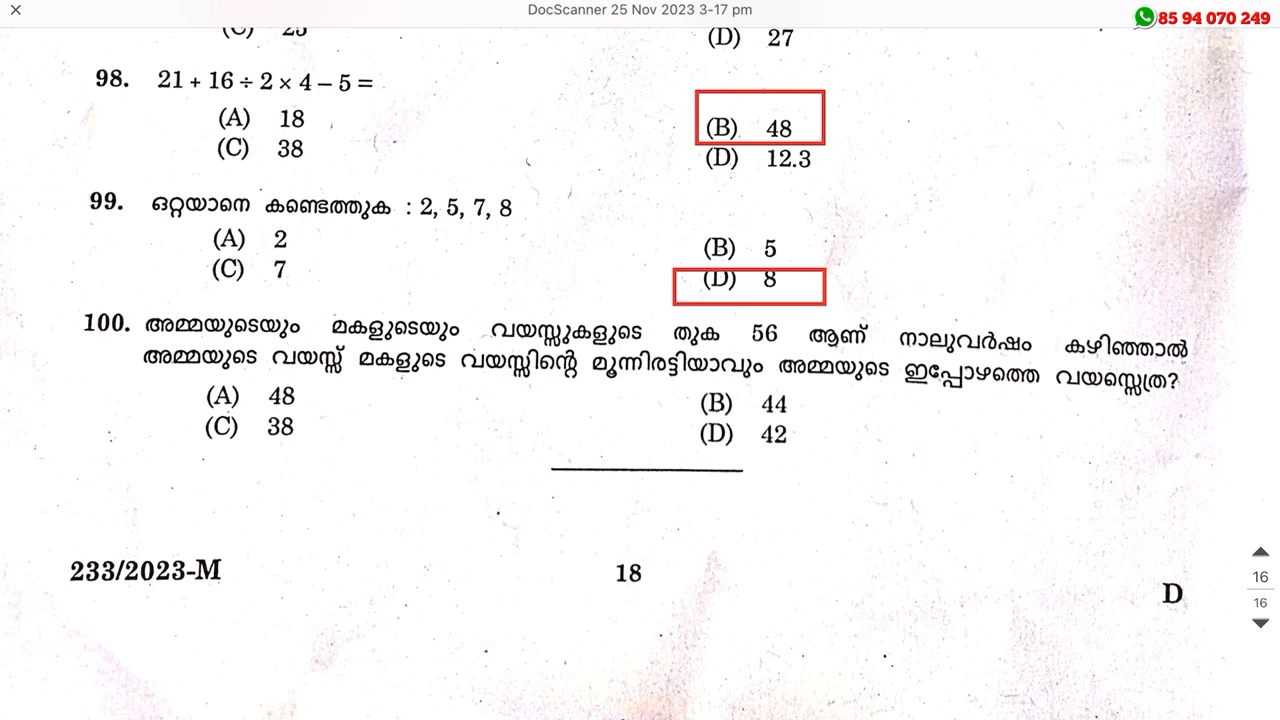 DocScanner 25 Nov 2023 3-17 pm
85 94 070 249
(C) 25
(D) 27
98. 21 + 16 ÷ 2 × 4 – 5 =
(A) 18
(B) 48
(C) 38
(D) 12.3
99. ഒറ്റയാനെ കണ്ടെത്തുക : 2, 5, 7, 8
(A) 2
(B) 5
(C) 7
(D) 8
100. അമ്മയുടെയും മകളുടെയും വയസ്സുകളുടെ തുക 56 ആണ് നാലുവർഷം കഴിഞ്ഞാൽ
അമ്മയുടെ വയസ്സ് മകളുടെ വയസ്സിന്റെ മൂന്നിരട്ടിയാവും അമ്മയുടെ ഇപ്പോഴത്തെ വയസ്സെത്ര?
(A) 48
(B) 44
(C) 38
(D) 42
233/2023-M
18
D
16
16